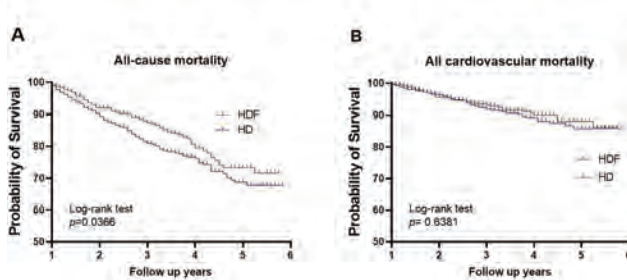 A
All-cause mortality
Probability of Survival
100
90
80
70
60
50
HDF
HD
Log-rank test
p=0.0366
1 2 3 4 5 6
Follow up years
B
All cardiovascular mortality
Probability of Survival
100
90
80
70
60
50
HDF
HD
Log-rank test
p= 0.6381
1 2 3 4 5 6
Follow up years